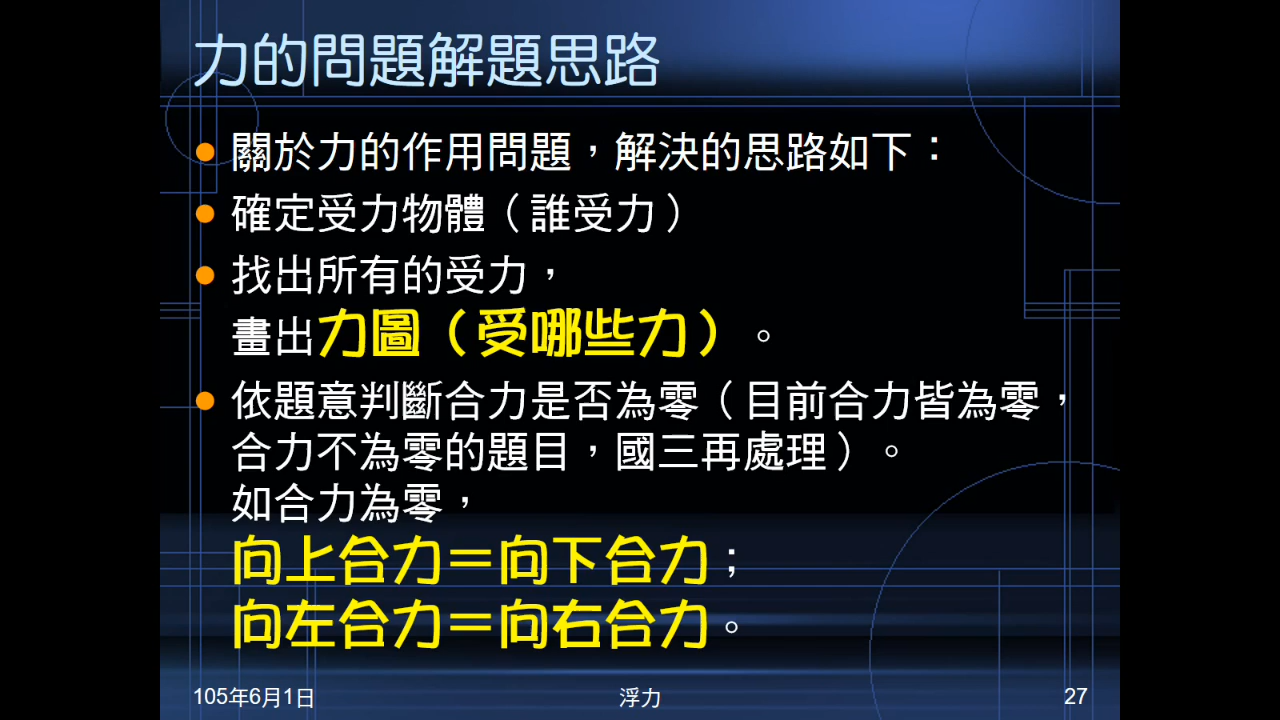 力的問題解題思路
關於力的作用問題，解決的思路如下：
確定受力物體（誰受力）
找出所有的受力，
畫出力圖（受哪些力）。
依題意判斷合力是否為零（目前合力皆為零，
合力不為零的題目，國三再處理）。
如合力為零，
向上合力＝向下合力；
向左合力＝向右合力。
105年6月1日
浮力
27